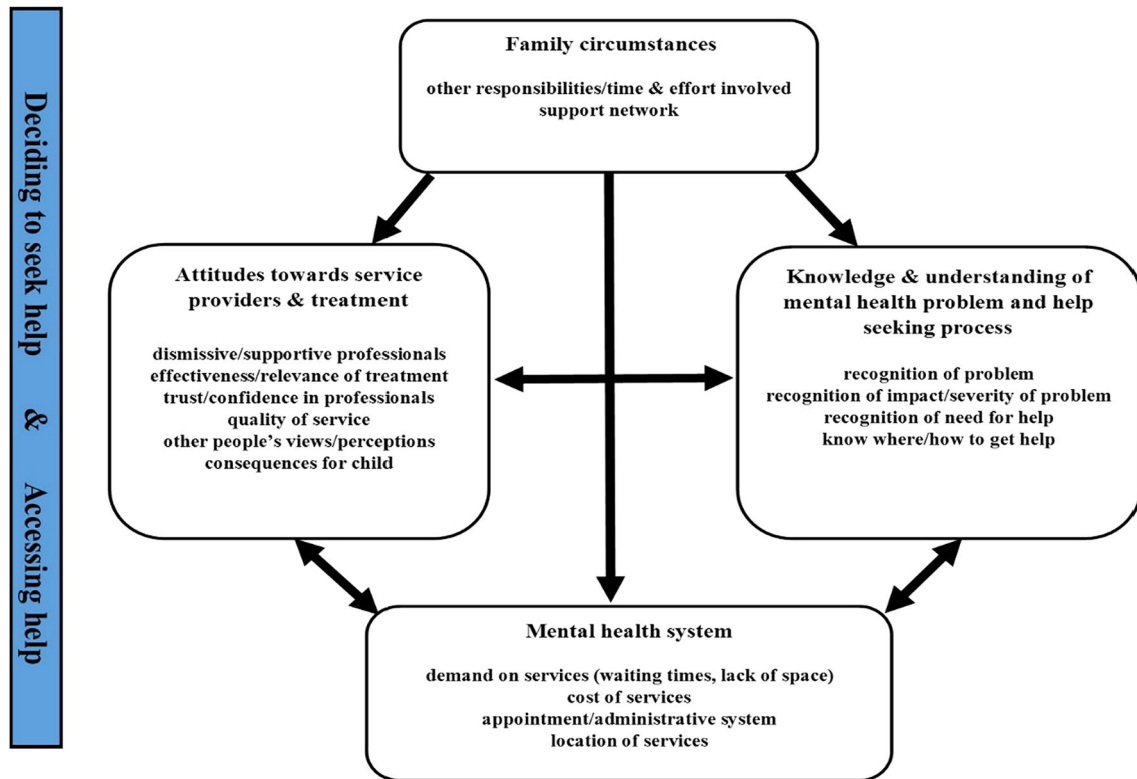 Deciding to seek help & Accessing help
Family circumstances
other responsibilities/time & effort involved
support network
Attitudes towards service
providers & treatment
dismissive/supportive professionals
effectiveness/relevance of treatment
trust/confidence in professionals
quality of service
other people’s views/perceptions
consequences for child
Knowledge & understanding of
mental health problem and help
seeking process
recognition of problem
recognition of impact/severity of problem
recognition of need for help
know where/how to get help
Mental health system
demand on services (waiting times, lack of space)
cost of services
appointment/administrative system
location of services